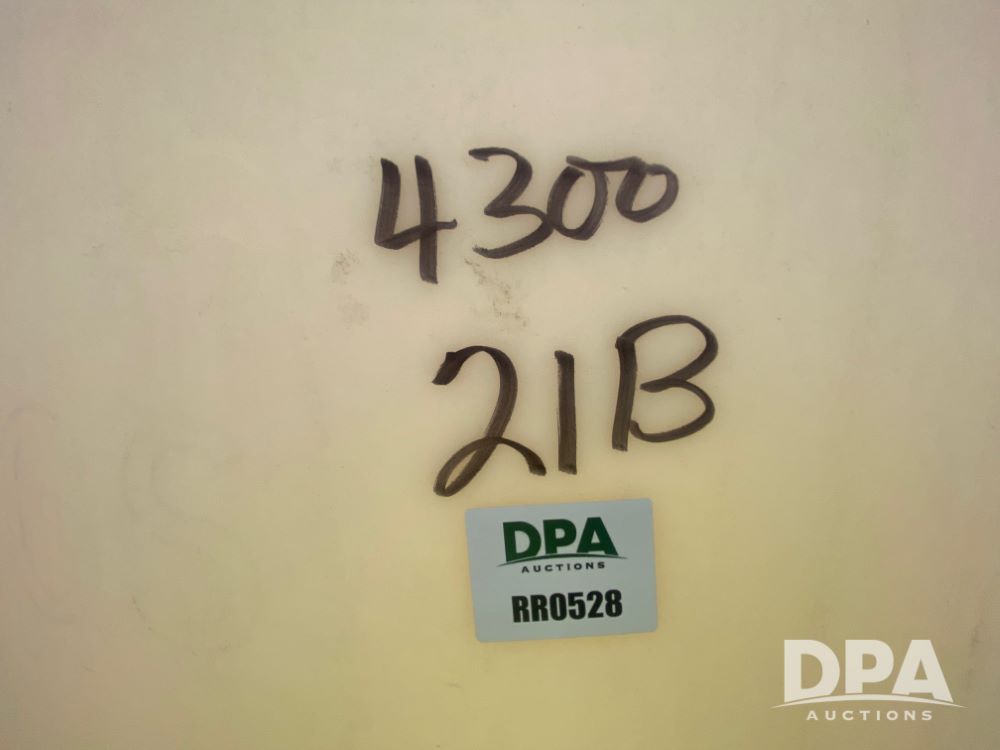 4300
21B
DPA
AUCTIONS
RR0528
DPA
AUCTIONS